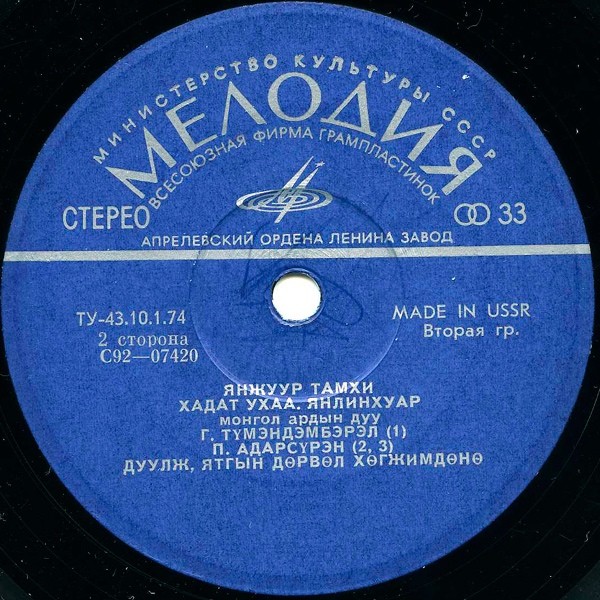 МИНИСТЕРСТВО КУЛЬТУРЫ СССР
МЕЛОДИЯ
ВСЕСОЮЗНАЯ ФИРМА ГРАМПЛАСТИНОК
СТЕРЕО
33
АПРЕЛЕВСКИЙ ОРДЕНА ЛЕНИНА ЗАВОД
ТУ-43.10.1.74
MADE IN USSR
2 сторона
Вторая гр.
С92—07420
ЯНЖУУР ТАМХИ
ХАДАТ УХАА. ЯНЛИНХУАР
монгол ардын дуу
Г. ТҮМЭНДЭМБЭРЭЛ (1)
П. АДАРСҮРЭН (2, 3)
ДУУЛЖ, ЯТГЫН ДӨРВӨЛ ХӨГЖИМДӨНӨ